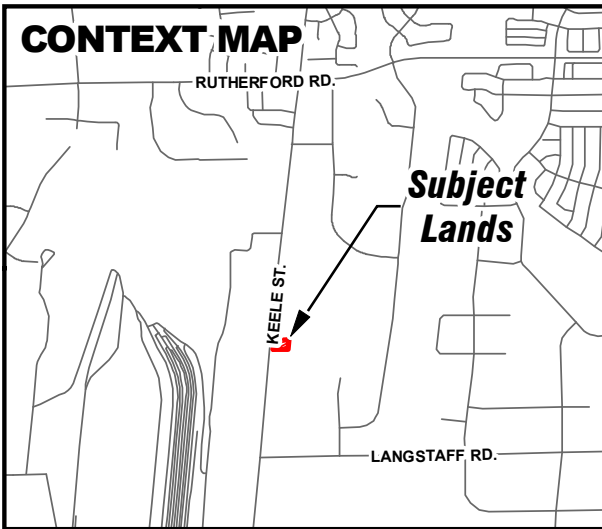 CONTEXT MAP
RUTHERFORD RD.
Subject
Lands
KEELE ST.
LANGSTAFF RD.